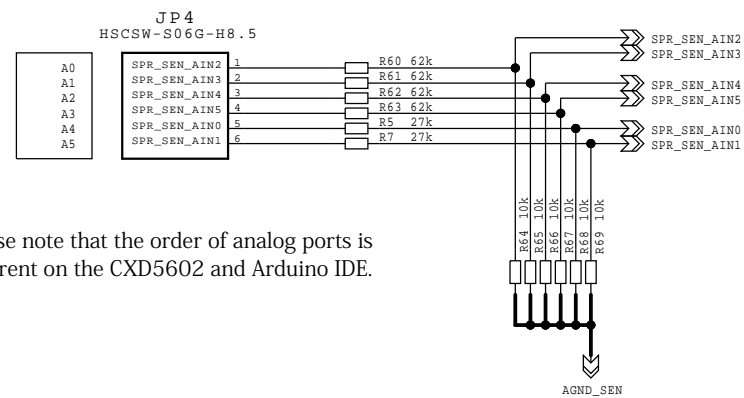 JP4
HSCSW-S06G-H8.5
A0
A1
A2
A3
A4
A5
SPR_SEN_AIN2 1
SPR_SEN_AIN3 2
SPR_SEN_AIN4 3
SPR_SEN_AIN5 4
SPR_SEN_AIN0 5
SPR_SEN_AIN1 6
R60 62k
R61 62k
R62 62k
R63 62k
R5 27k
R7 27k
SPR_SEN_AIN2
SPR_SEN_AIN3
SPR_SEN_AIN4
SPR_SEN_AIN5
SPR_SEN_AIN0
SPR_SEN_AIN1
R64 10k
R65 10k
R66 10k
R67 10k
R68 10k
R69 10k
AGND_SEN
se note that the order of analog ports is
rent on the CXD5602 and Arduino IDE.